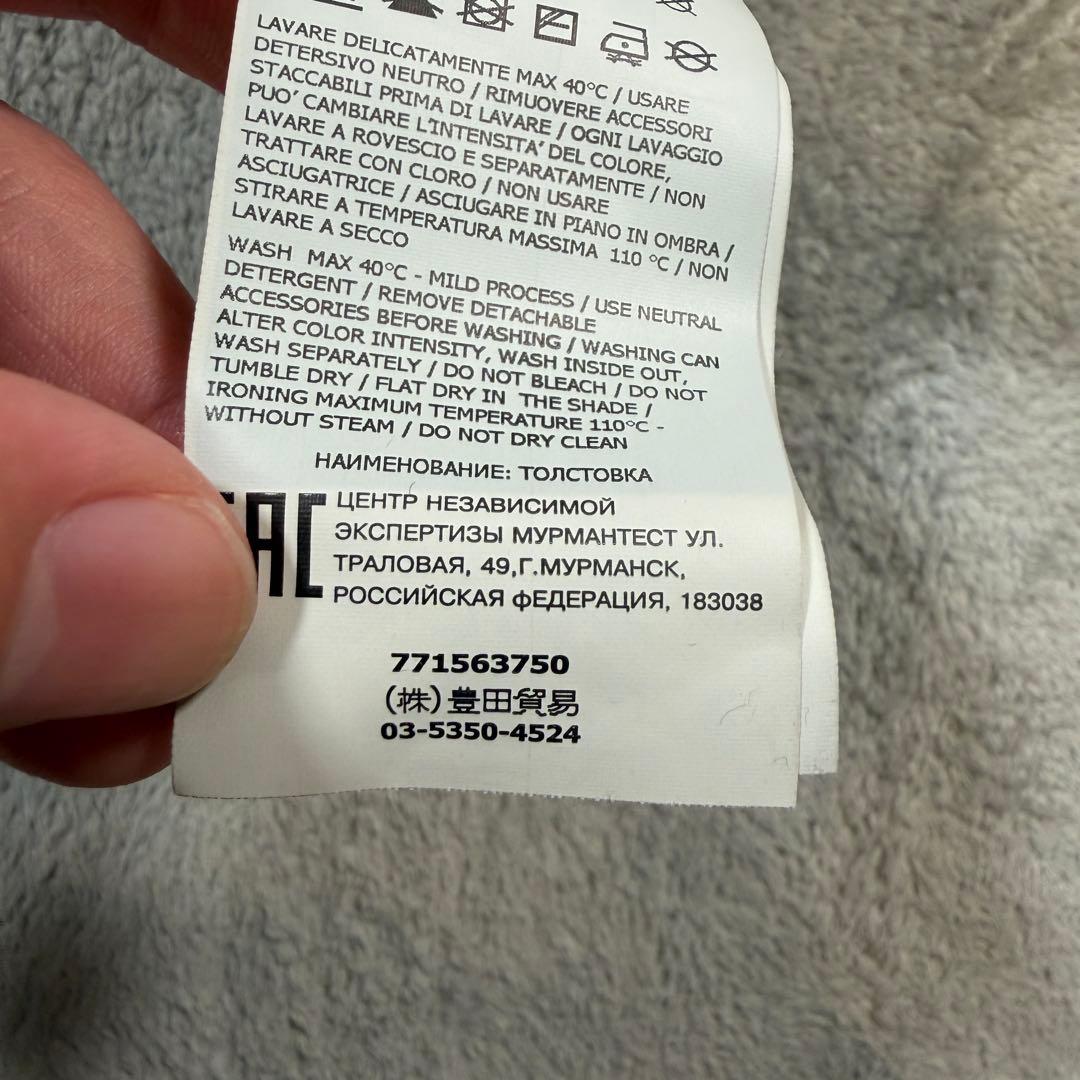 LAVARE DELICATAMENTE MAX 40°C / USARE
DETERSIVO NEUTRO / RIMUOVERE ACCESSORI
STACCABILI PRIMA DI LAVARE / OGNI LAVAGGIO
PUO' CAMBIARE L'INTENSITA' DEL COLORE,
LAVARE A ROVESCIO E SEPARATAMENTE / NON
TRATTARE CON CLORO / NON USARE
ASCIUGATRICE / ASCIUGARE IN PIANO IN OMBRA /
STIRARE A TEMPERATURA MASSIMA 110 °C / NON
LAVARE A SECCO
WASH MAX 40°C - MILD PROCESS / USE NEUTRAL
DETERGENT / REMOVE DETACHABLE
ACCESSORIES BEFORE WASHING / WASHING CAN
ALTER COLOR INTENSITY, WASH INSIDE OUT,
WASH SEPARATELY / DO NOT BLEACH / DO NOT
TUMBLE DRY / FLAT DRY IN THE SHADE /
IRONING MAXIMUM TEMPERATURE 110°C -
WITHOUT STEAM / DO NOT DRY CLEAN
НАИМЕНОВАНИЕ: ТОЛСТОВКА
EAC
ЦЕНТР НЕЗАВИСИМОЙ
ЭКСПЕРТИЗЫ МУРМАНТЕСТ УЛ.
ТРАЛОВАЯ, 49,Г.МУРМАНСК,
РОССИЙСКАЯ фЕДЕРАЦИЯ, 183038
771563750
(株)豊田貿易
03-5350-4524